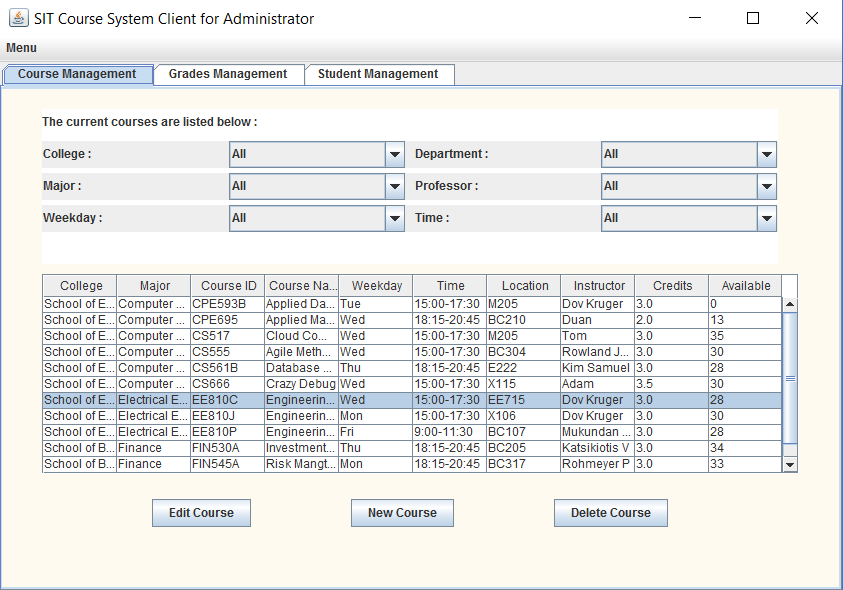 SIT Course System Client for Administrator
Menu
Course Management Grades Management Student Management
The current courses are listed below :
College : All Department : All
Major : All Professor : All
Weekday : All Time : All
College Major Course ID Course Na... Weekday Time Location Instructor Credits Available
School of E... Computer ... CPE593B Applied Da... Tue 15:00-17:30 M205 Dov Kruger 3.0 0
School of E... Computer ... CPE695 Applied Ma... Wed 18:15-20:45 BC210 Duan 2.0 13
School of E... Computer ... CS517 Cloud Co... Wed 15:00-17:30 M205 Tom 3.0 35
School of E... Computer ... CS555 Agile Meth... Wed 15:00-17:30 BC304 Rowland J... 3.0 30
School of E... Computer ... CS561B Database ... Thu 18:15-20:45 E222 Kim Samuel 3.0 28
School of E... Computer ... CS666 Crazy Debug Wed 15:00-17:30 X115 Adam 3.5 30
School of E... Electrical E... EE810C Engineerin... Wed 15:00-17:30 EE715 Dov Kruger 3.0 28
School of E... Electrical E... EE810J Engineerin... Mon 15:00-17:30 X106 Dov Kruger 3.0 30
School of E... Electrical E... EE810P Engineerin... Fri 9:00-11:30 BC107 Mukundan ... 3.0 28
School of B... Finance FIN530A Investment... Thu 18:15-20:45 BC205 Katsikiotis V 3.0 34
School of B... Finance FIN545A Risk Mangt... Mon 18:15-20:45 BC317 Rohmeyer P 3.0 33
Edit Course New Course Delete Course